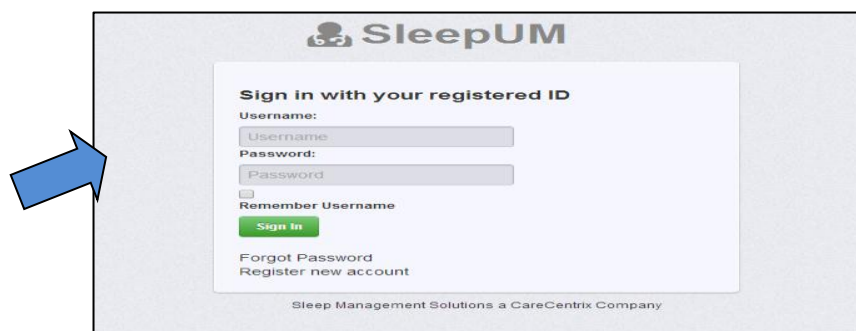 SleepUM
Sign in with your registered ID
Username:
Username
Password:
Password
Remember Username
Sign In
Forgot Password
Register new account
Sleep Management Solutions a CareCentrix Company